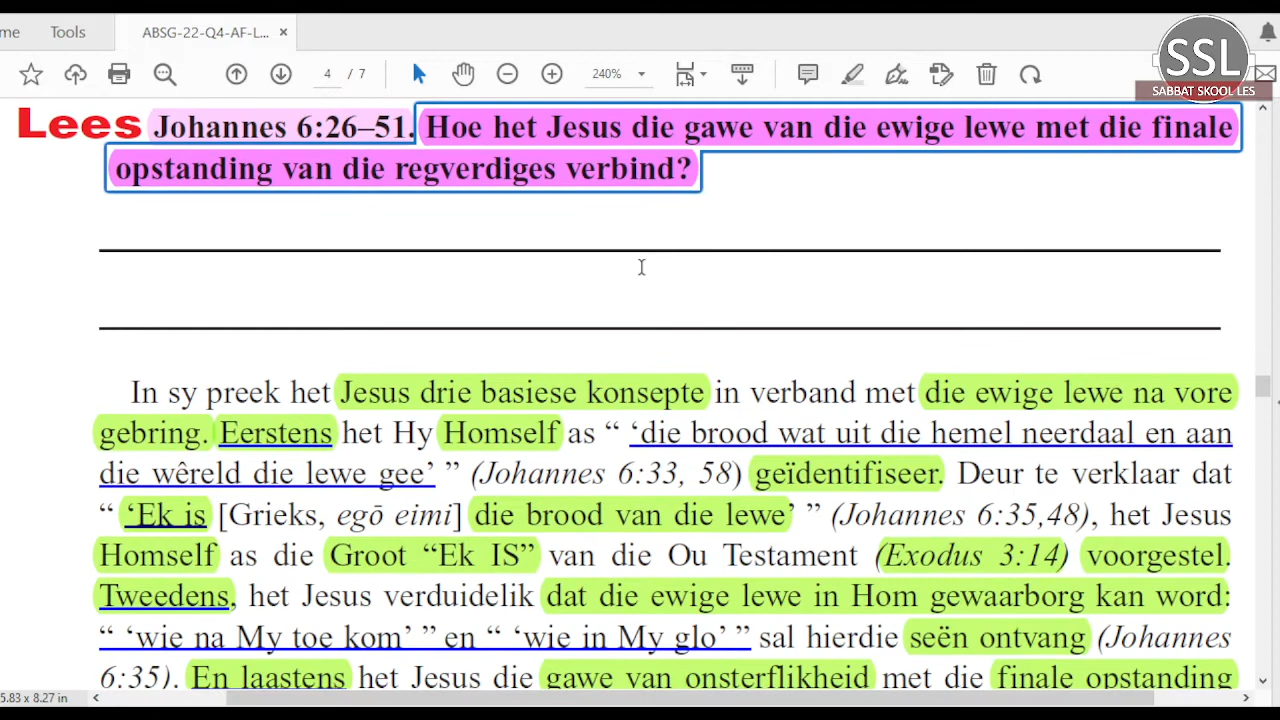 me Tools ABSG-22-Q4-AF-L... ×
SSL
SABBAT SKOOL LES
4 / 7 240%
Lees Johannes 6:26–51. Hoe het Jesus die gawe van die ewige lewe met die finale
opstanding van die regverdiges verbind?
In sy preek het Jesus drie basiese konsepte in verband met die ewige lewe na vore
gebring. Eerstens het Hy Homself as “ ‘die brood wat uit die hemel neerdaal en aan
die wêreld die lewe gee’ ” (Johannes 6:33, 58) geïdentifiseer. Deur te verklaar dat
“ ‘Ek is [Grieks, egō eimi] die brood van die lewe’ ” (Johannes 6:35,48), het Jesus
Homself as die Groot “Ek IS” van die Ou Testament (Exodus 3:14) voorgestel.
Tweedens, het Jesus verduidelik dat die ewige lewe in Hom gewaarborg kan word:
“ ‘wie na My toe kom’ ” en “ ‘wie in My glo’ ” sal hierdie seën ontvang (Johannes
6:35). En laastens het Jesus die gawe van onsterflikheid met die finale opstanding
5.83 x 8.27 in